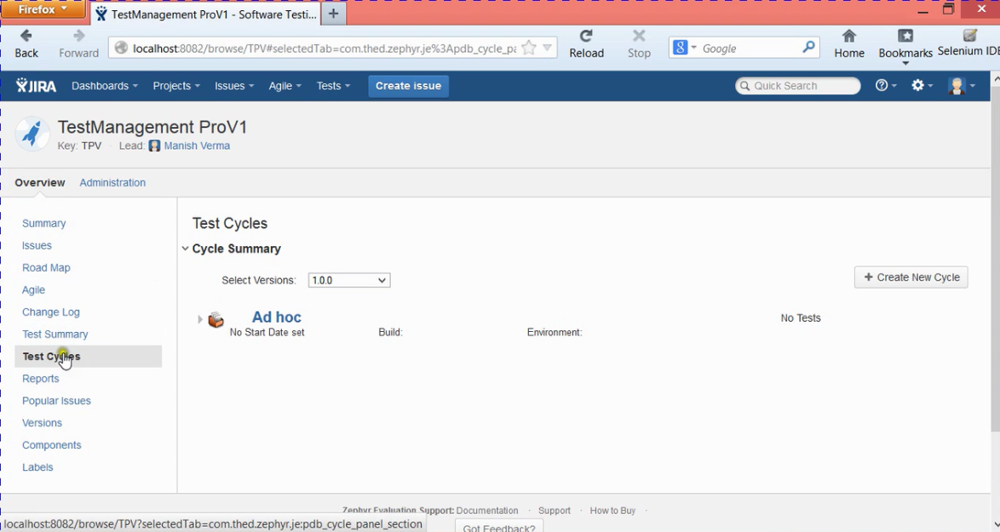 Firefox
TestManagement ProV1 - Software Testi...
Back
Forward
localhost:8082/browse/TPV#selectedTab=com.thed.zephyr.je%3Apdb_cycle_pa
Reload
Stop
Google
Home
Bookmarks
Selenium IDE
JIRA
Dashboards
Projects
Issues
Agile
Tests
Create issue
Quick Search
TestManagement ProV1
Key: TPV
Lead: Manish Verma
Overview
Administration
Summary
Issues
Road Map
Agile
Change Log
Test Summary
Test Cycles
Reports
Popular Issues
Versions
Components
Labels
Test Cycles
Cycle Summary
Select Versions: 1.0.0
+ Create New Cycle
Ad hoc
No Tests
No Start Date set
Build:
Environment:
Zephyr Evaluation Support: Documentation · Support · How to Buy ·
localhost:8082/browse/TPV?selectedTab=com.thed.zephyr.je:pdb_cycle_panel_section
Got Feedback?